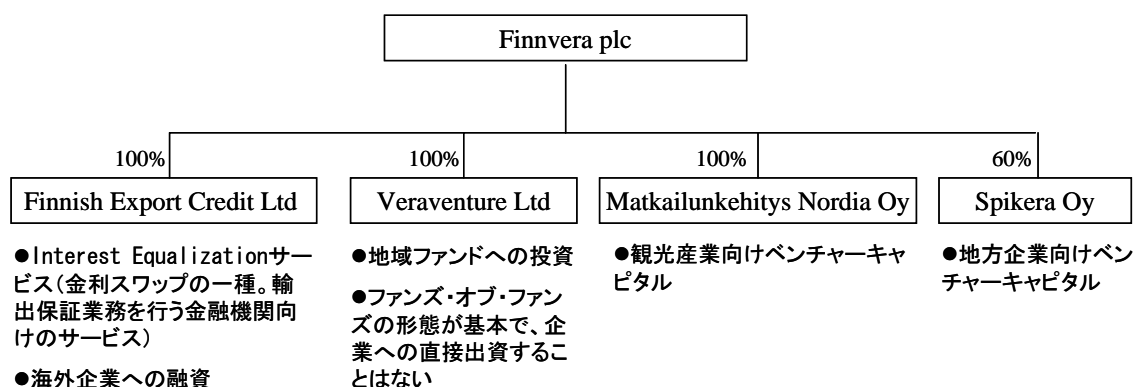 Finnvera plc
100%
100%
100%
60%
Finnish Export Credit Ltd
Veraventure Ltd
Matkailunkehitys Nordia Oy
Spikera Oy
●Interest Equalizationサー
ビス(金利スワップの一種。輸
出保証業務を行う金融機関向
けのサービス)
●海外企業への融資
●地域ファンドへの投資
●ファンズ・オブ・ファン
ズの形態が基本で、企
業への直接出資するこ
とはない
●観光産業向けベンチャーキャ
ピタル
●地方企業向けベン
チャーキャピタル